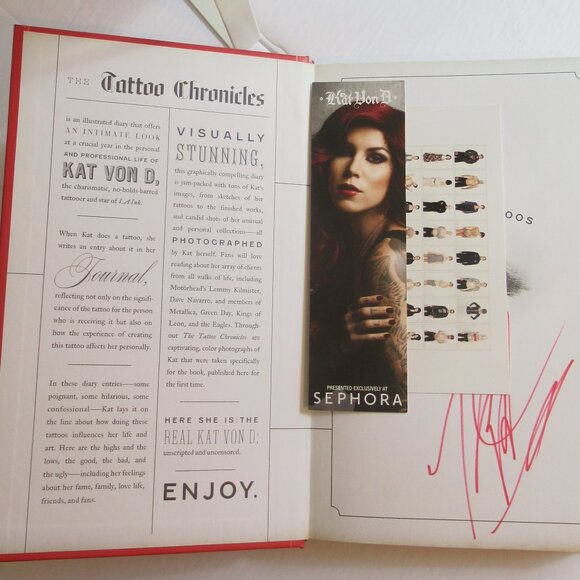 THE Tattoo Chronicles
is an illustrated diary that offers
AN INTIMATE LOOK
at a crucial year in the personal
AND PROFESSIONAL LIFE OF
KAT VON D,
the charismatic, no-holds-barred
tattooer and star of LA Ink.
When Kat does a tattoo, she
writes an entry about it in her
Journal,
reflecting not only on the signifi-
cance of the tattoo for the person
who is receiving it but also on
how the experience of creating
this tattoo affects her personally.
In these diary entries—some
poignant, some hilarious, some
confessional—Kat lays it on
the line about how doing these
tattoos influences her life and
art. Here are the highs and the
lows, the good, the bad, and
the ugly—including her feelings
about her fame, family, love life,
friends, and fans.
VISUALLY
STUNNING,
this graphically compelling diary
is jam-packed with tons of Kat's
images, from sketches of her
tattoos to the finished works,
and candid shots of her unusual
and personal collections—all
PHOTOGRAPHED
by Kat herself. Fans will love
reading about her array of clients
from all walks of life, including
Motörhead's Lemmy Kilmister,
Dave Navarro, and members of
Metallica, Green Day, Kings of
Leon, and the Eagles. Through-
out The Tattoo Chronicles are
captivating, color photographs of
Kat that were taken specifically
for the book, published here for
the first time.
HERE SHE IS: THE
REAL KAT VON D:
unscripted and uncensored.
ENJOY.
Kat Von D
PRESENTED EXCLUSIVELY AT
SEPHORA
OOS